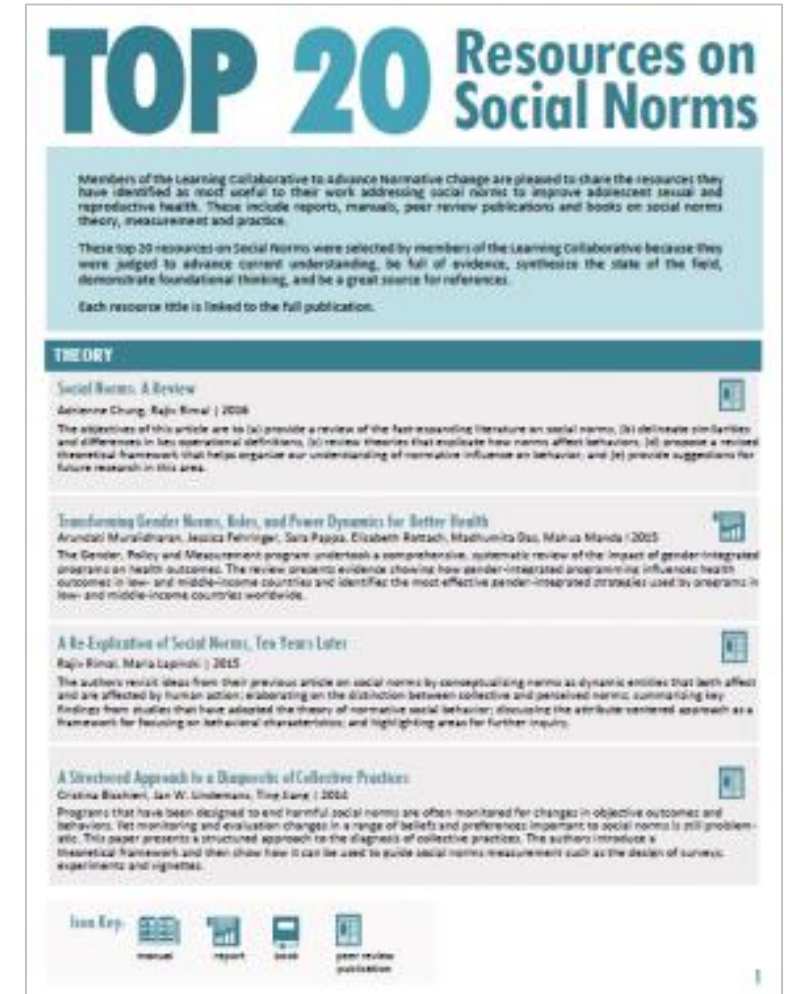 TOP 20 Resources on
Social Norms
Members of the Learning Collaborative to advance Normative Change are pleased to share the resources they
have identified as most useful to their work addressing social norms to improve adolescent sexual and
reproductive health. These include reports, manuals, peer review publications and books on social norms
theory, measurement and practice.
These top 20 resources on Social Norms were selected by members of the Learning Collaborative because they
were judged to advance current understanding, be full of evidence, synthesize the state of the field,
demonstrate foundational thinking, and be a great source for references.
Each resource title is linked to the full publication.
THEORY
Social Norms: A Review
Adrienne Chung, Rajiv Rimal | 2016
The objectives of this article are to (a) provide a review of the fast-expanding literature on social norms, (b) delineate similarities
and differences in key operational definitions, (c) review theories that explicate how norms affect behaviors, (d) propose a revised
theoretical framework that helps organize our understanding of normative influence on behavior, and (e) provide suggestions for
future research in this area.
Transforming Gender Norms, Roles, and Power Dynamics for Better Health
Arundati Muralidharan, Jessica Fehringer, Sara Pappa, Elisabeth Rottach, Madhumita Das, Mahua Mandal | 2015
The Gender, Policy and Measurement program undertook a comprehensive, systematic review of the impact of gender-integrated
programs on health outcomes. The review presents evidence showing how gender-integrated programming influences health
outcomes in low- and middle-income countries and identifies the most effective gender-integrated strategies used by programs in
low- and middle-income countries worldwide.
A Re-Explication of Social Norms, Ten Years Later
Rajiv Rimal, Maria Lapinski | 2015
The authors revisit ideas from their previous article on social norms by conceptualizing norms as dynamic entities that both affect
and are affected by human action; elaborating on the distinction between collective and perceived norms; summarizing key
findings from studies that have adopted the theory of normative social behavior; discussing the attribute-centered approach as a
framework for focusing on behavioral characteristics; and highlighting areas for further inquiry.
A Structured Approach to a Diagnostic of Collective Practices
Cristina Bicchieri, Jan W. Lindemans, Ting Jiang | 2014
Programs that have been designed to end harmful social norms are often monitored for changes in objective outcomes and
behaviors. Yet monitoring and evaluation changes in a range of beliefs and preferences important to social norms is still problem-
atic. This paper presents a structured approach to the diagnosis of collective practices. The authors introduce a
theoretical framework and then show how it can be used to guide social norms measurement such as the design of surveys,
experiments and vignettes.
Icon Key:
manual report book peer review
publication
1